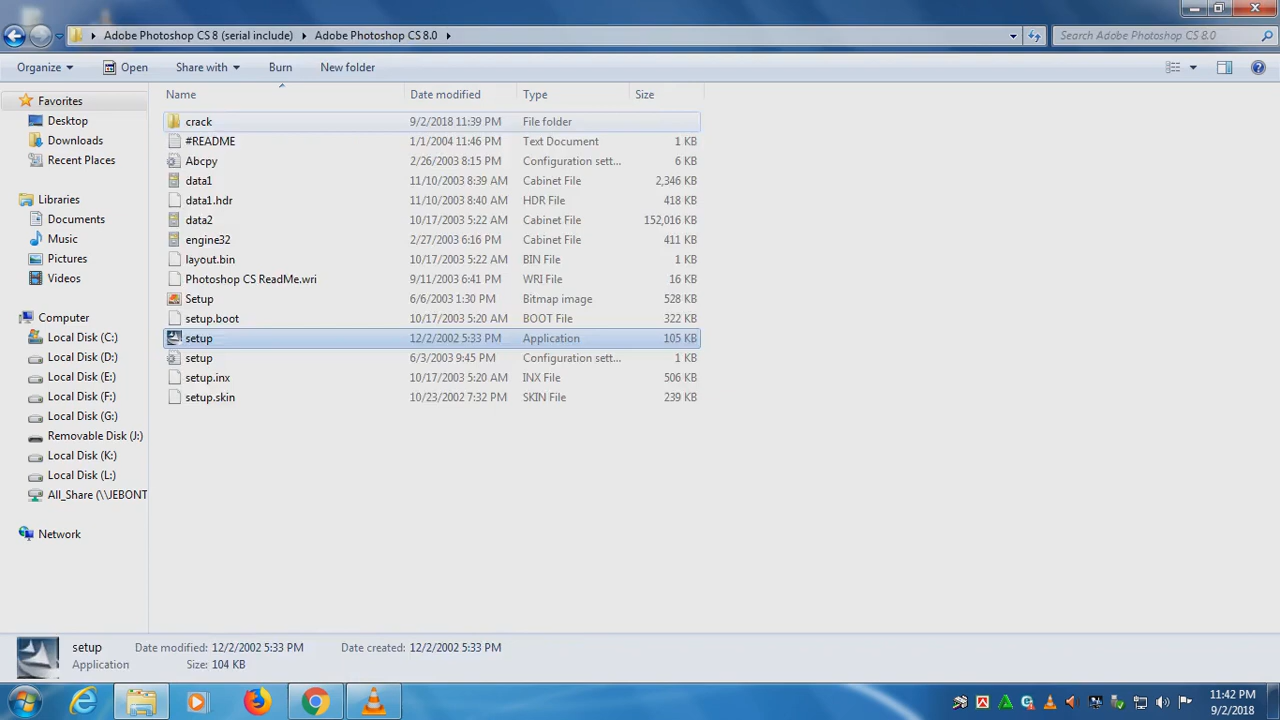 Adobe Photoshop CS 8 (serial include) Adobe Photoshop CS 8.0 Search Adobe Photoshop CS 8.0
Organize Open Share with Burn New folder
Name Date modified Type Size
Favorites
Desktop
Downloads
Recent Places
Libraries
Documents
Music
Pictures
Videos
Computer
Local Disk (C:)
Local Disk (D:)
Local Disk (E:)
Local Disk (F:)
Local Disk (G:)
Removable Disk (J:)
Local Disk (K:)
Local Disk (L:)
All_Share (\\JEBONT
Network
crack 9/2/2018 11:39 PM File folder
#README 1/1/2004 11:46 PM Text Document 1 KB
Abcpy 2/26/2003 8:15 PM Configuration sett... 6 KB
data1 11/10/2003 8:39 AM Cabinet File 2,346 KB
data1.hdr 11/10/2003 8:40 AM HDR File 418 KB
data2 10/17/2003 5:22 AM Cabinet File 152,016 KB
engine32 2/27/2003 6:16 PM Cabinet File 411 KB
layout.bin 10/17/2003 5:22 AM BIN File 1 KB
Photoshop CS ReadMe.wri 9/11/2003 6:41 PM WRI File 16 KB
Setup 6/6/2003 1:30 PM Bitmap image 528 KB
setup.boot 10/17/2003 5:20 AM BOOT File 322 KB
setup 12/2/2002 5:33 PM Application 105 KB
setup 6/3/2003 9:45 PM Configuration sett... 1 KB
setup.inx 10/17/2003 5:20 AM INX File 506 KB
setup.skin 10/23/2002 7:32 PM SKIN File 239 KB
setup Date modified: 12/2/2002 5:33 PM Date created: 12/2/2002 5:33 PM
Application Size: 104 KB
11:42 PM
9/2/2018